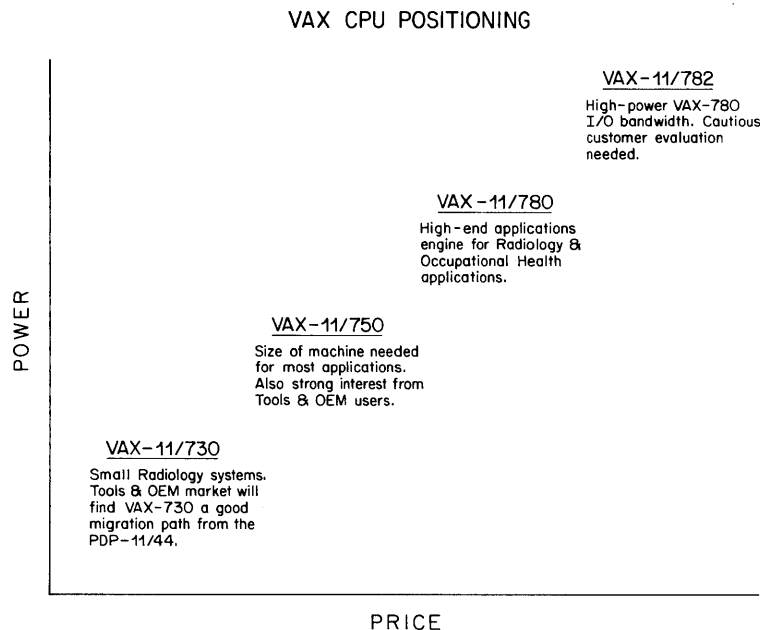 VAX CPU POSITIONING
VAX-11/782
High-power VAX-780
I/O bandwidth. Cautious
customer evaluation
needed.
VAX-11/780
High-end applications
engine for Radiology &
Occupational Health
applications.
POWER
VAX-11/750
Size of machine needed
for most applications.
Also strong interest from
Tools & OEM users.
VAX-11/730
Small Radiology systems.
Tools & OEM market will
find VAX-730 a good
migration path from the
PDP-11/44.
PRICE